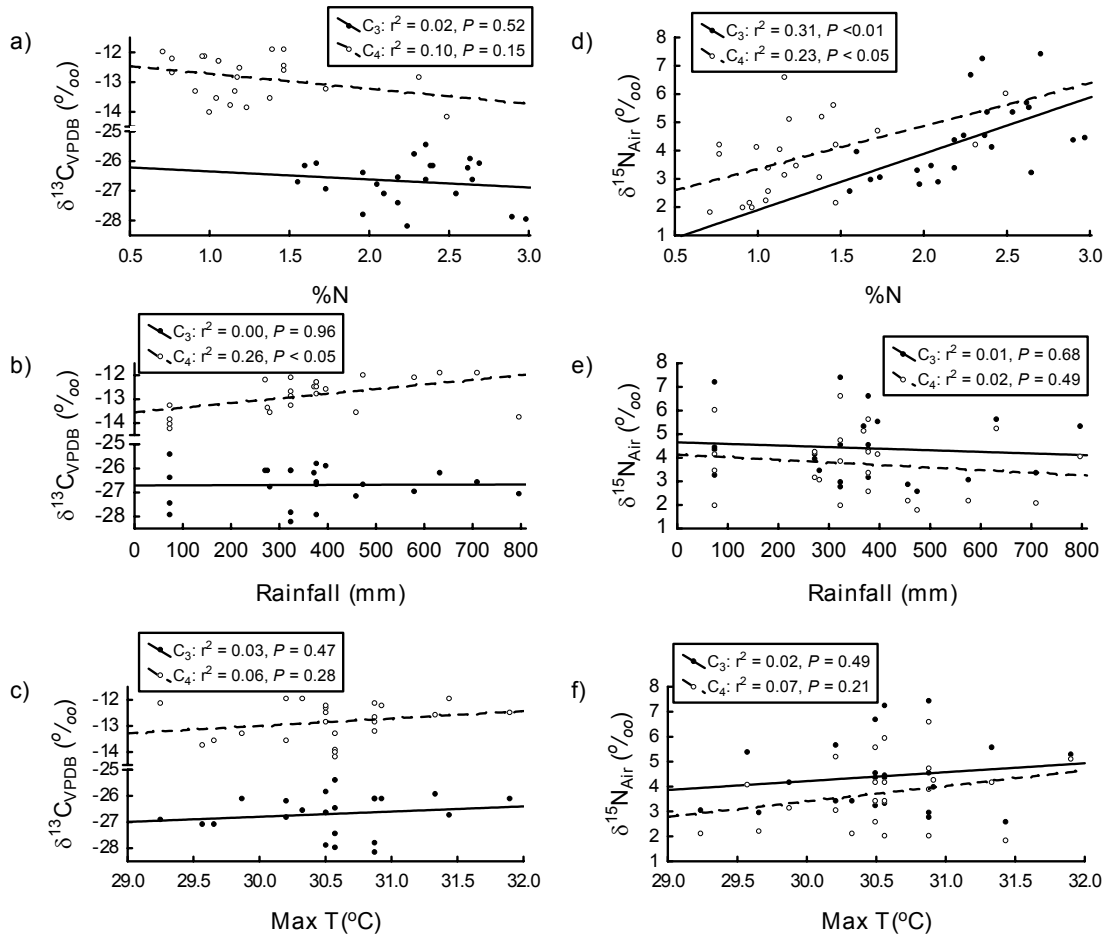 a)
C₃: r² = 0.02, P = 0.52
C₄: r² = 0.10, P = 0.15
-12
-13
-14
-25
-26
-27
-28
δ¹³C_VPDB (º/ₒₒ)
0.5 1.0 1.5 2.0 2.5 3.0
%N
d)
C₃: r² = 0.31, P <0.01
C₄: r² = 0.23, P < 0.05
8
7
6
5
4
3
2
1
δ¹⁵N_Air (º/ₒₒ)
0.5 1.0 1.5 2.0 2.5 3.0
%N
b)
C₃: r² = 0.00, P = 0.96
C₄: r² = 0.26, P < 0.05
-12
-13
-14
-25
-26
-27
-28
δ¹³C_VPDB (º/ₒₒ)
0 100 200 300 400 500 600 700 800
Rainfall (mm)
e)
C₃: r² = 0.01, P = 0.68
C₄: r² = 0.02, P = 0.49
8
7
6
5
4
3
2
1
δ¹⁵N_Air (º/ₒₒ)
0 100 200 300 400 500 600 700 800
Rainfall (mm)
c)
C₃: r² = 0.03, P = 0.47
C₄: r² = 0.06, P = 0.28
-12
-13
-14
-25
-26
-27
-28
δ¹³C_VPDB (º/ₒₒ)
29.0 29.5 30.0 30.5 31.0 31.5 32.0
Max T(ºC)
f)
C₃: r² = 0.02, P = 0.49
C₄: r² = 0.07, P = 0.21
8
7
6
5
4
3
2
1
δ¹⁵N_Air (º/ₒₒ)
29.0 29.5 30.0 30.5 31.0 31.5 32.0
Max T(ºC)